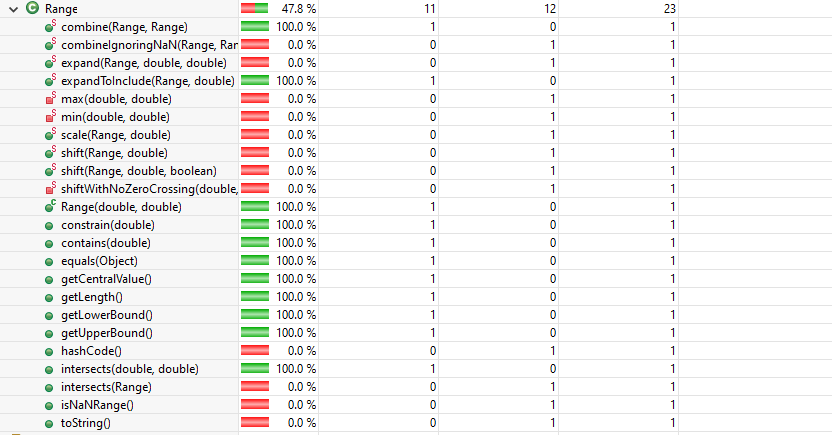 Range 47.8 % 11 12 23
combine(Range, Range) 100.0 % 1 0 1
combineIgnoringNaN(Range, Ran 0.0 % 0 1 1
expand(Range, double, double) 0.0 % 0 1 1
expandToInclude(Range, double) 100.0 % 1 0 1
max(double, double) 0.0 % 0 1 1
min(double, double) 0.0 % 0 1 1
scale(Range, double) 0.0 % 0 1 1
shift(Range, double) 0.0 % 0 1 1
shift(Range, double, boolean) 0.0 % 0 1 1
shiftWithNoZeroCrossing(double, 0.0 % 0 1 1
Range(double, double) 100.0 % 1 0 1
constrain(double) 100.0 % 1 0 1
contains(double) 100.0 % 1 0 1
equals(Object) 100.0 % 1 0 1
getCentralValue() 100.0 % 1 0 1
getLength() 100.0 % 1 0 1
getLowerBound() 100.0 % 1 0 1
getUpperBound() 100.0 % 1 0 1
hashCode() 0.0 % 0 1 1
intersects(double, double) 100.0 % 1 0 1
intersects(Range) 0.0 % 0 1 1
isNaNRange() 0.0 % 0 1 1
toString() 0.0 % 0 1 1